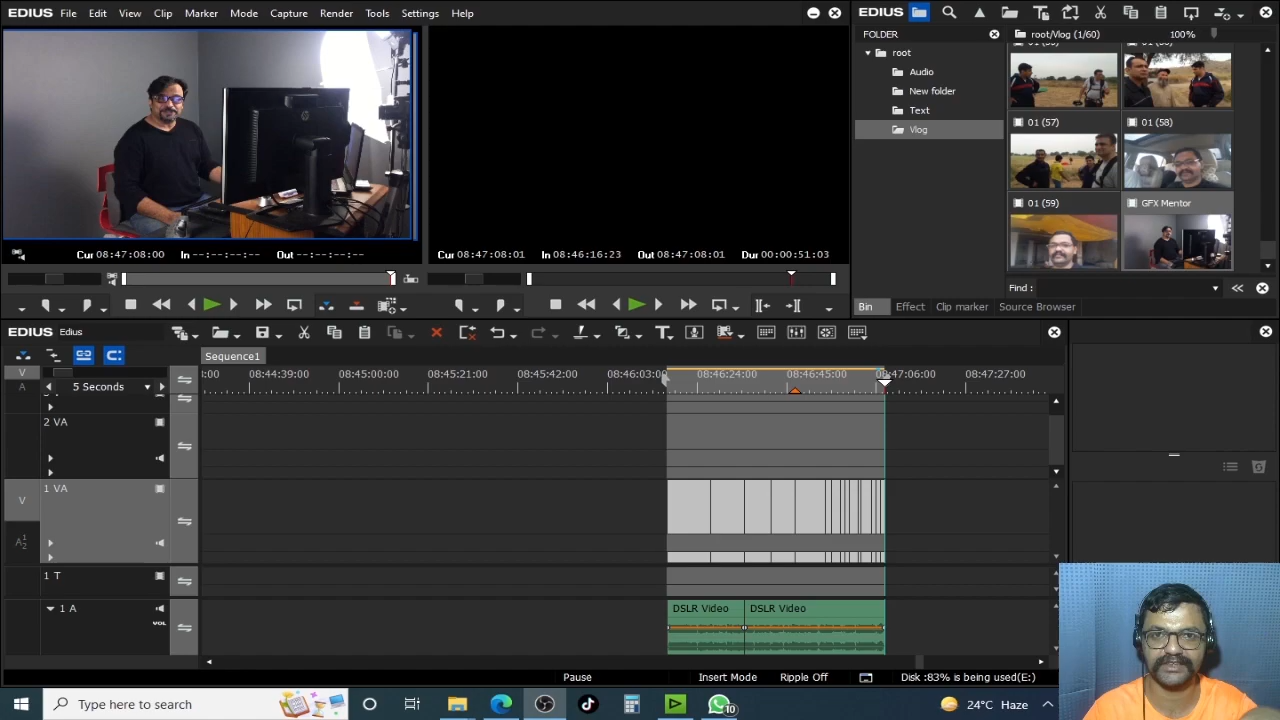 EDIUS File Edit View Clip Marker Mode Capture Render Tools Settings Help
EDIUS
FOLDER root/Vlog (1/60) 100%
root
Audio
New folder
Text
Vlog
01 (57) 01 (58)
01 (59) GFX Mentor
Cur 08:47:08:00 In --:--:--:-- Out --:--:--:--
Cur 08:47:08:01 In 08:46:16:23 Out 08:47:08:01 Dur 00:00:51:03
Find :
Bin Effect Clip marker Source Browser
EDIUS Edius
Sequence1
V
A 5 Seconds
:00 08:44:39:00 08:45:00:00 08:45:21:00 08:45:42:00 08:46:03:00 08:46:24:00 08:46:45:00 08:47:06:00 08:47:27:00
2 VA
1 VA
V
A 1 2
1 T
1 A
VOL
DSLR Video DSLR Video
Pause Insert Mode Ripple Off Disk :83% is being used(E:)
Type here to search
10
24°C Haze